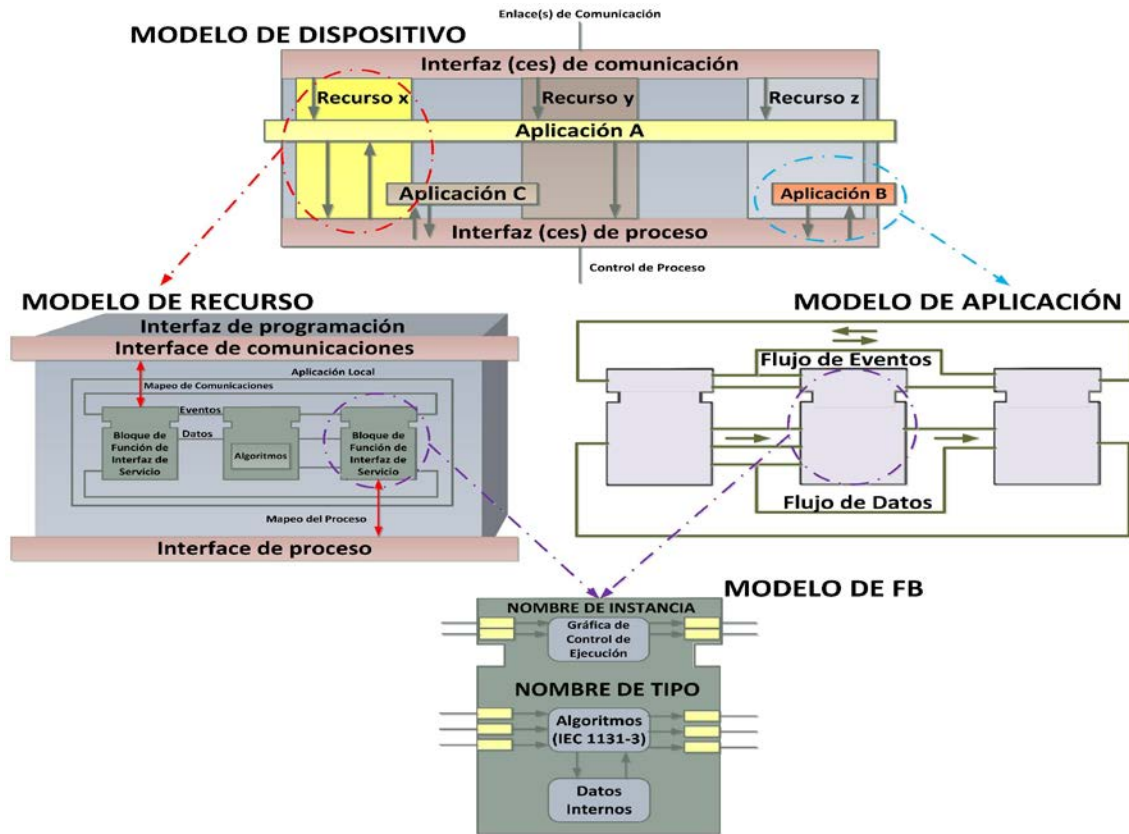 Enlace(s) de Comunicación
MODELO DE DISPOSITIVO
Interfaz (ces) de comunicación
Recurso x
Recurso y
Recurso z
Aplicación A
Aplicación C
Aplicación B
Interfaz (ces) de proceso
Control de Proceso
MODELO DE RECURSO
Interfaz de programación
Interface de comunicaciones
Aplicación Local
Mapeo de Comunicaciones
Eventos
Datos
Bloque de
Función de
Interfaz de
Servicio
Algoritmos
Bloque de
Función de
Interfaz de
Servicio
Mapeo del Proceso
Interface de proceso
MODELO DE APLICACIÓN
Flujo de Eventos
Flujo de Datos
MODELO DE FB
NOMBRE DE INSTANCIA
Gráfica de
Control de
Ejecución
NOMBRE DE TIPO
Algoritmos
(IEC 1131-3)
Datos
Internos